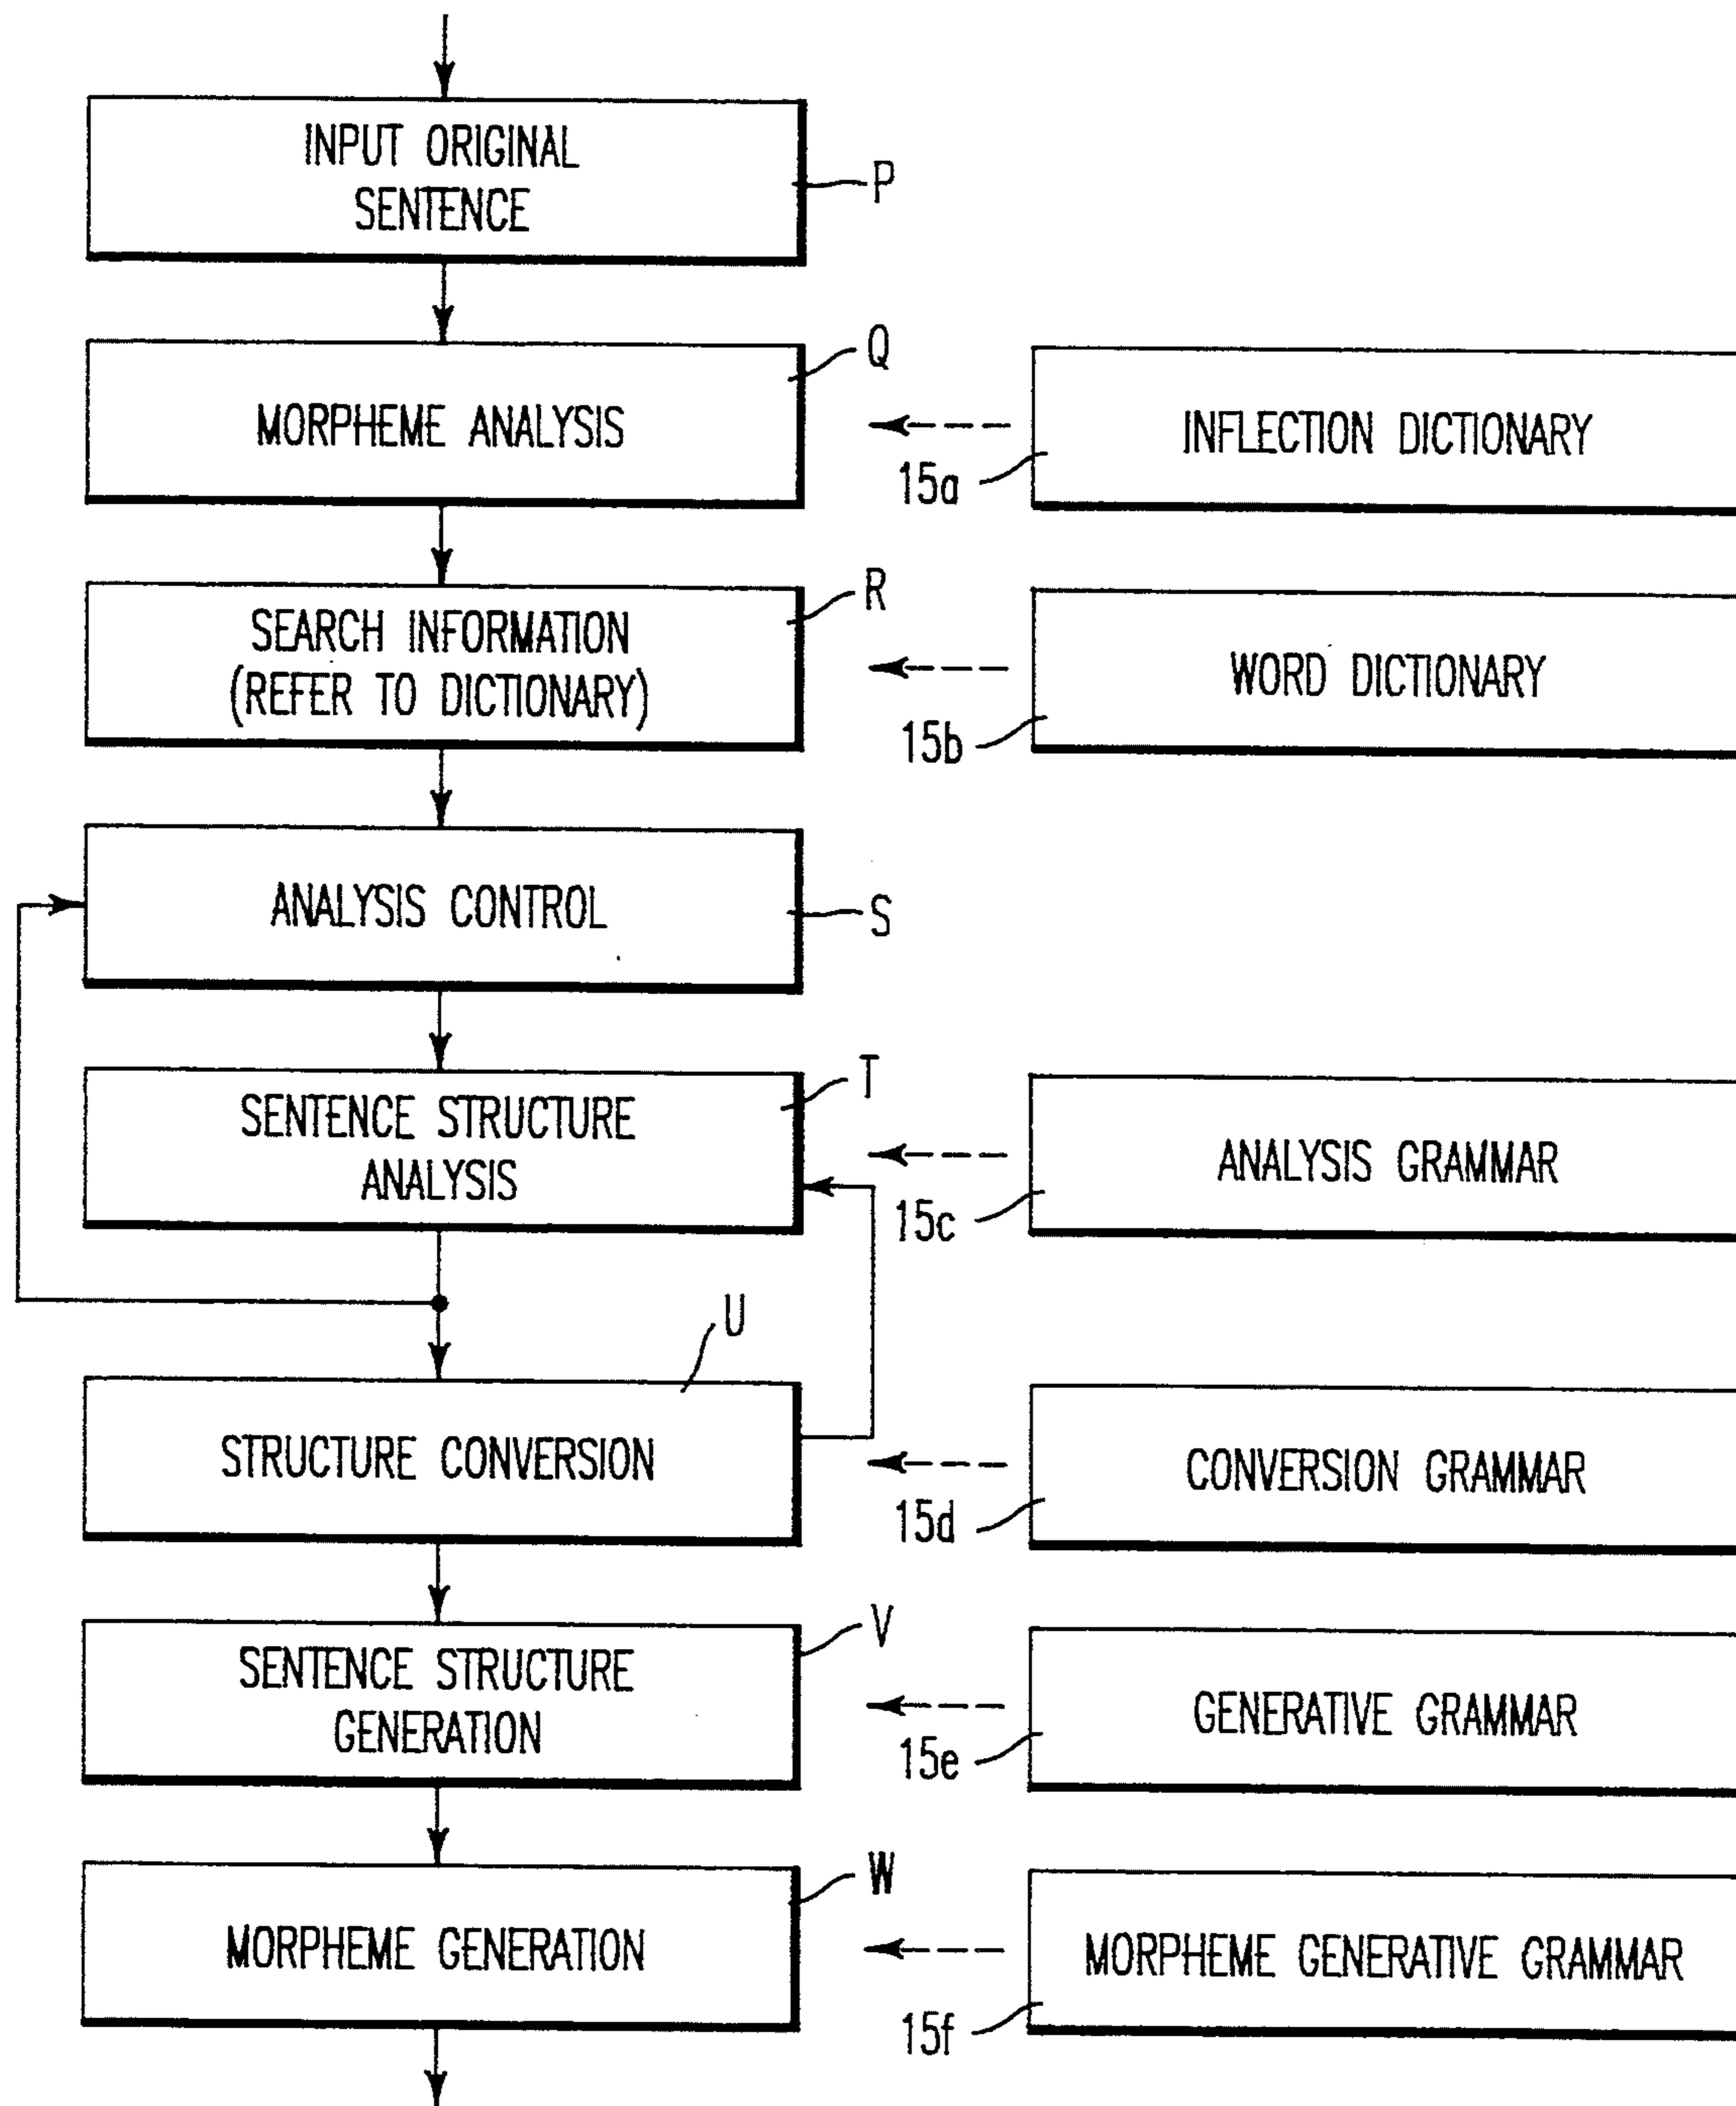 INPUT ORIGINAL
SENTENCE
P
MORPHEME ANALYSIS
Q
INFLECTION DICTIONARY
15a
SEARCH INFORMATION
(REFER TO DICTIONARY)
R
WORD DICTIONARY
15b
ANALYSIS CONTROL
S
SENTENCE STRUCTURE
ANALYSIS
T
ANALYSIS GRAMMAR
15c
U
STRUCTURE CONVERSION
CONVERSION GRAMMAR
15d
SENTENCE STRUCTURE
GENERATION
V
GENERATIVE GRAMMAR
15e
MORPHEME GENERATION
W
MORPHEME GENERATIVE GRAMMAR
15f